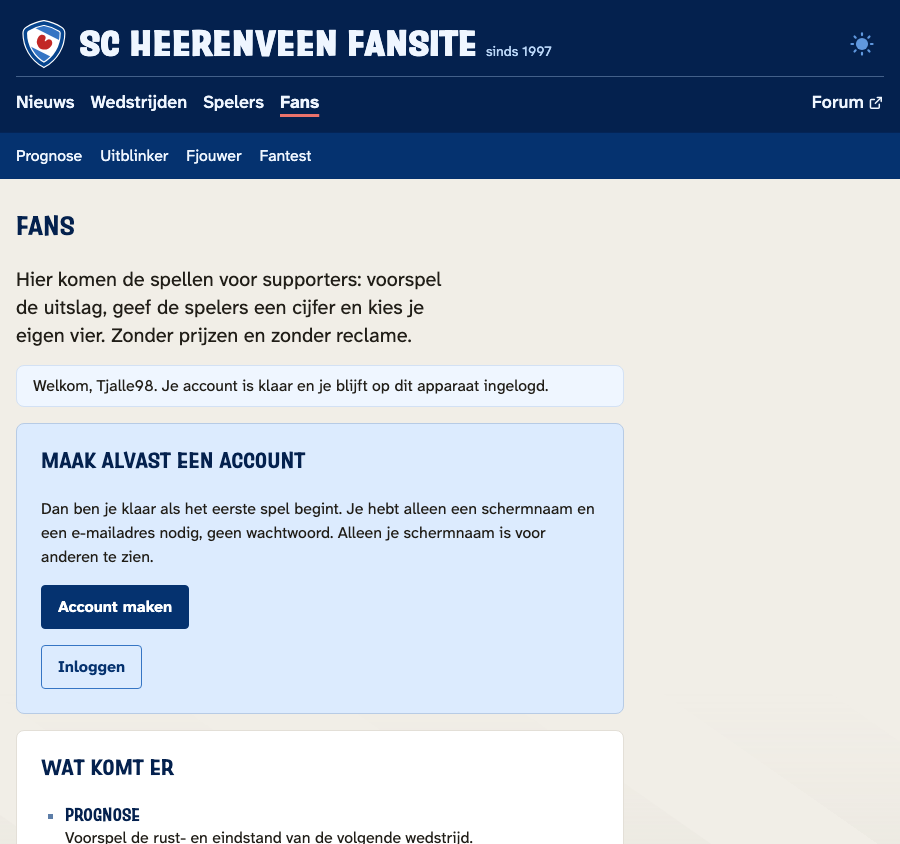 SC HEERENVEEN FANSITE sinds 1997
Nieuws Wedstrijden Spelers Fans Forum
Prognose Uitblinker Fjouwer Fantest
FANS
Hier komen de spellen voor supporters: voorspel
de uitslag, geef de spelers een cijfer en kies je
eigen vier. Zonder prijzen en zonder reclame.
Welkom, Tjalle98. Je account is klaar en je blijft op dit apparaat ingelogd.
MAAK ALVAST EEN ACCOUNT
Dan ben je klaar als het eerste spel begint. Je hebt alleen een schermnaam en
een e-mailadres nodig, geen wachtwoord. Alleen je schermnaam is voor
anderen te zien.
Account maken
Inloggen
WAT KOMT ER
PROGNOSE
Voorspel de rust- en eindstand van de volgende wedstrijd.